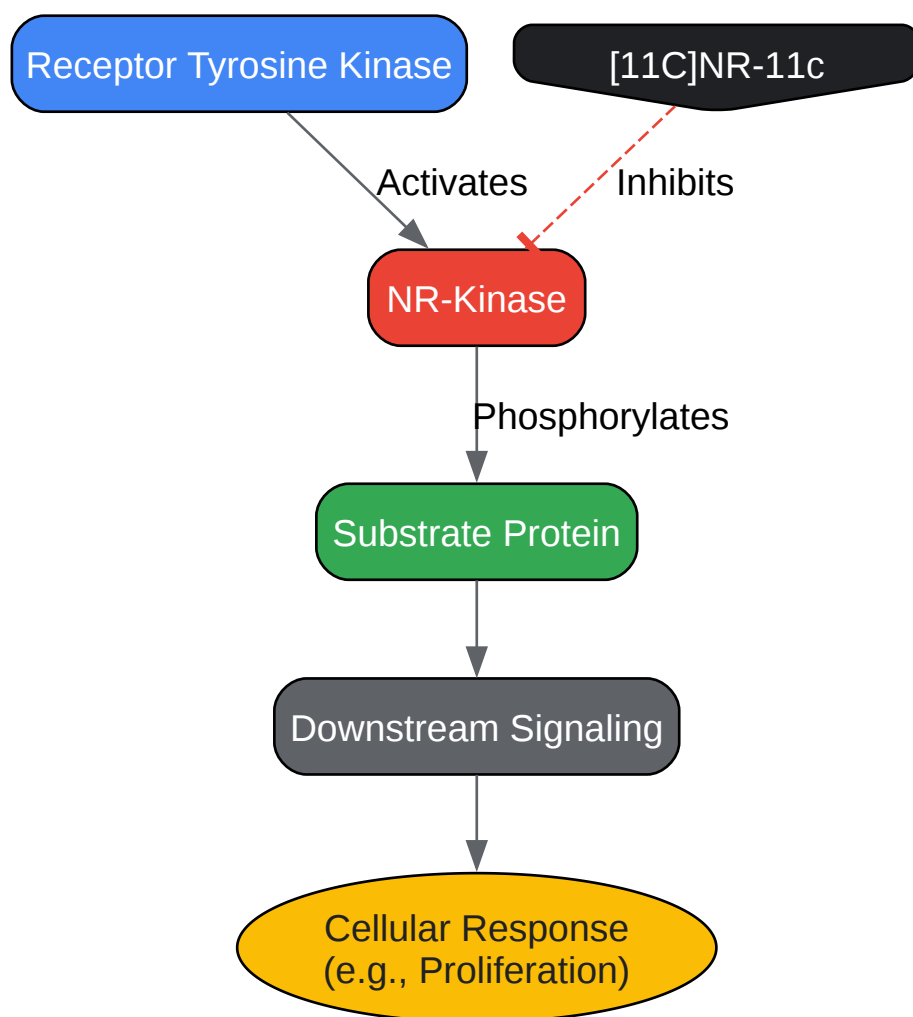 Receptor Tyrosine Kinase
[11C]NR-11c
Activates
Inhibits
NR-Kinase
Phosphorylates
Substrate Protein
Downstream Signaling
Cellular Response
(e.g., Proliferation)